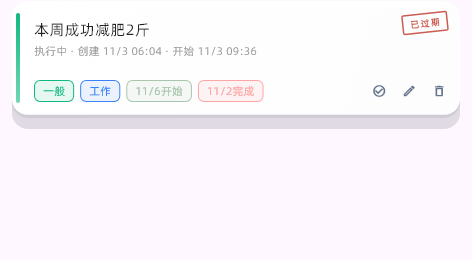 本周成功减肥2斤
已过期
执行中 · 创建 11/3 06:04 · 开始 11/3 09:36
一般 工作 11/6开始 11/2完成